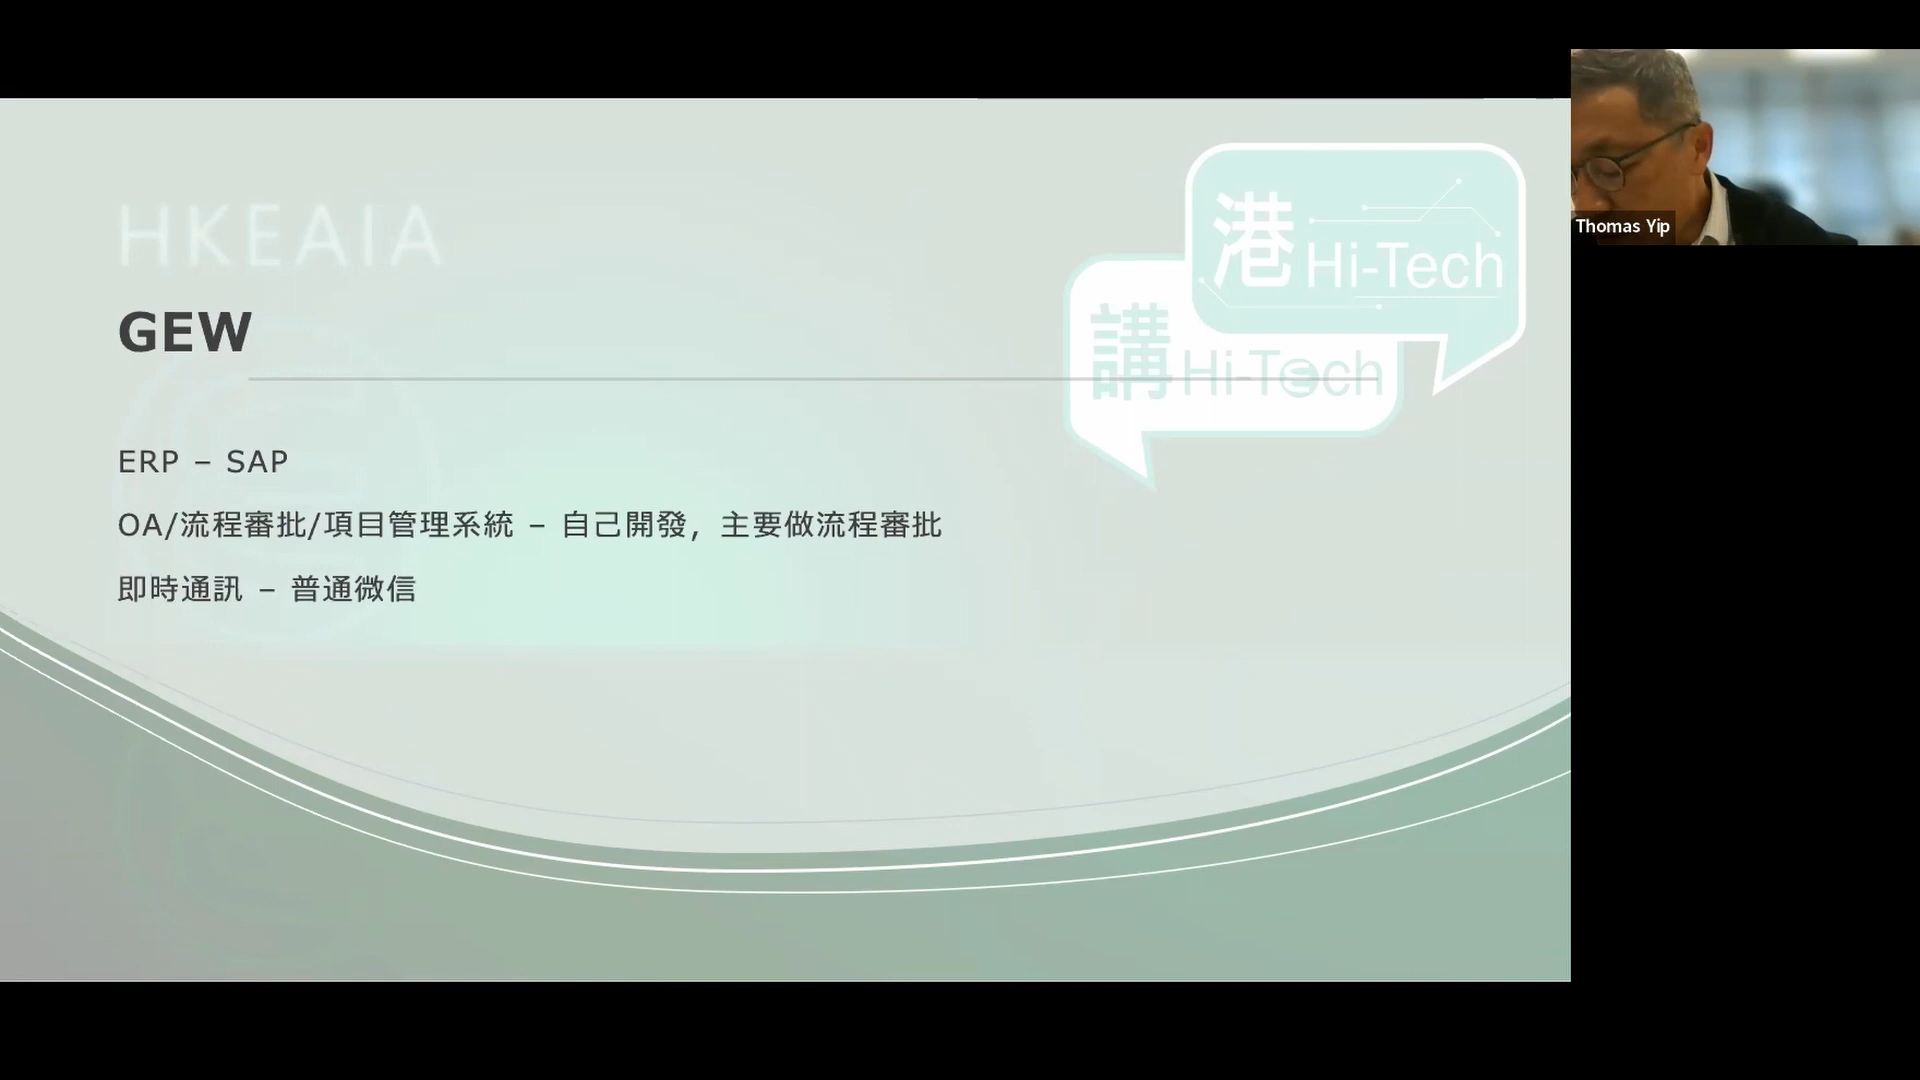 HKEAIA
港 Hi-Tech
講 Hi-Tech
GEW
ERP – SAP
OA/流程審批/項目管理系統 – 自己開發，主要做流程審批
即時通訊 – 普通微信
Thomas Yip